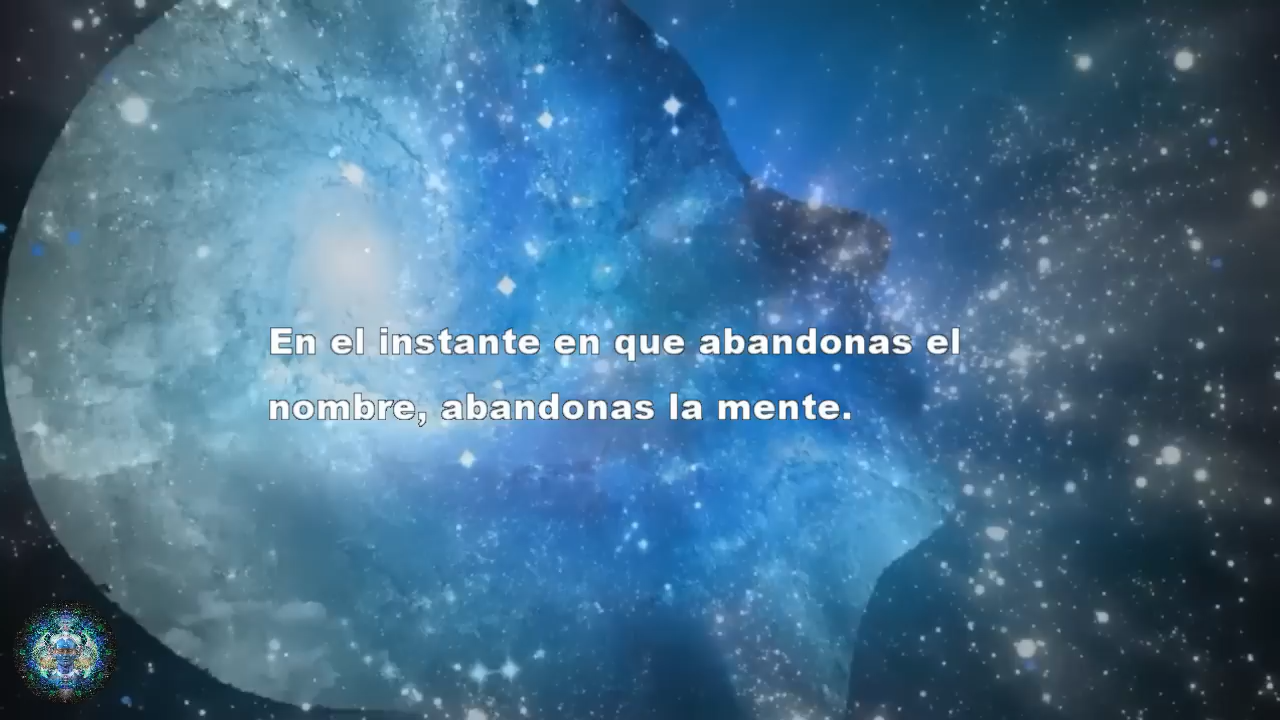 En el instante en que abandonas el
nombre, abandonas la mente.